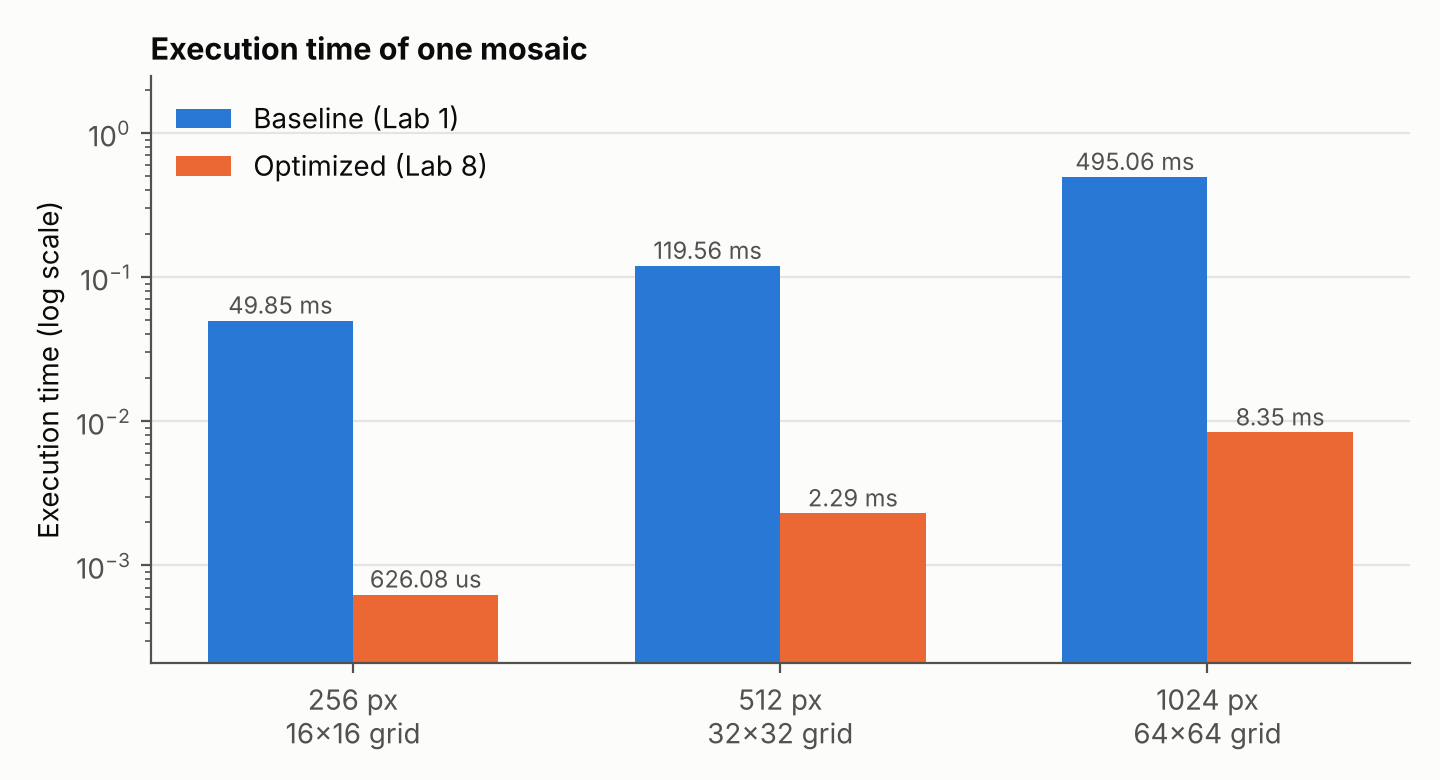 Execution time of one mosaic
Baseline (Lab 1)
Optimized (Lab 8)
Execution time (log scale)
10⁰
10⁻¹
10⁻²
10⁻³
49.85 ms
626.08 us
119.56 ms
2.29 ms
495.06 ms
8.35 ms
256 px
16×16 grid
512 px
32×32 grid
1024 px
64×64 grid